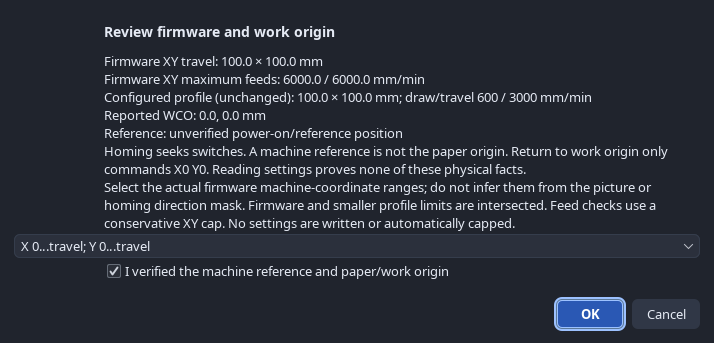 Review firmware and work origin
Firmware XY travel: 100.0 × 100.0 mm
Firmware XY maximum feeds: 6000.0 / 6000.0 mm/min
Configured profile (unchanged): 100.0 × 100.0 mm; draw/travel 600 / 3000 mm/min
Reported WCO: 0.0, 0.0 mm
Reference: unverified power-on/reference position
Homing seeks switches. A machine reference is not the paper origin. Return to work origin only
commands X0 Y0. Reading settings proves none of these physical facts.
Select the actual firmware machine-coordinate ranges; do not infer them from the picture or
homing direction mask. Firmware and smaller profile limits are intersected. Feed checks use a
conservative XY cap. No settings are written or automatically capped.
X 0...travel; Y 0...travel
I verified the machine reference and paper/work origin
OK Cancel